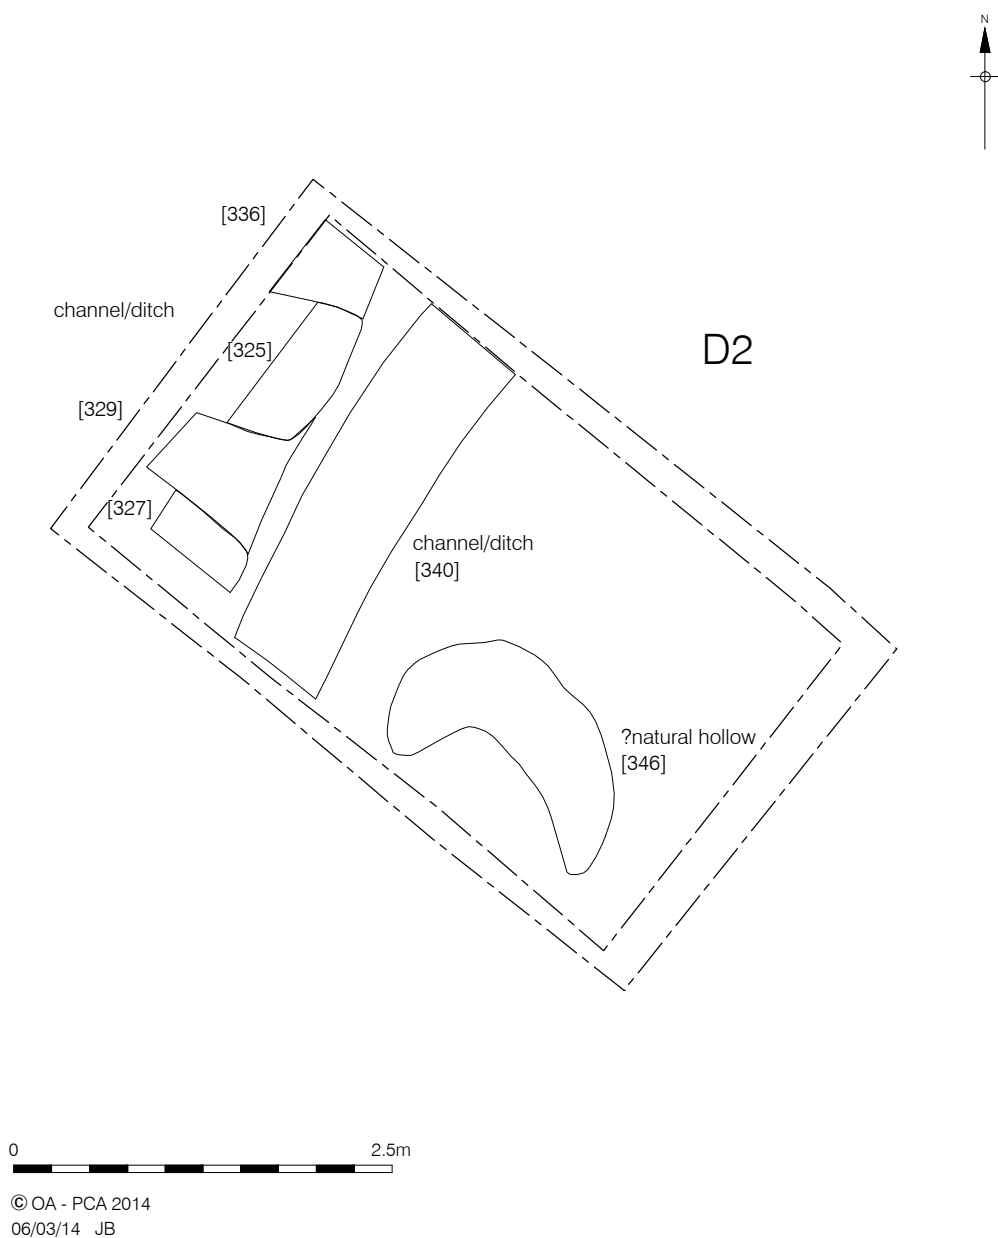 N
[336]
channel/ditch
D2
[325]
[329]
[327]
channel/ditch
[340]
?natural hollow
[346]
0 2.5m
© OA - PCA 2014
06/03/14 JB